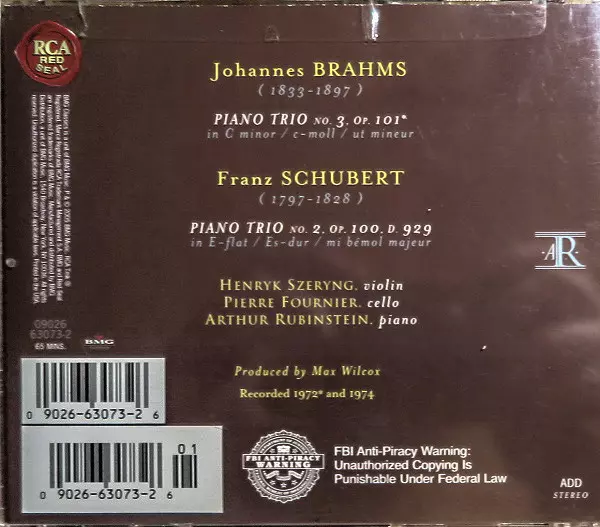 RCA
RED
SEAL
Johannes BRAHMS
(1833-1897)
PIANO TRIO NO. 3, OP. 101*
in C minor / c-moll / ut mineur
Franz SCHUBERT
(1797-1828)
PIANO TRIO NO. 2, OP. 100, D. 929
in E-flat / Es-dur / mi bémol majeur
HENRYK SZERYNG, violin
PIERRE FOURNIER, cello
ARTHUR RUBINSTEIN, piano
AR
Produced by Max Wilcox
Recorded 1972* and 1974
09026
63073-2
65 MINS.
BMG
0 9026-63073-2 6
01
0 9026-63073-2 6
FBI ANTI-PIRACY
WARNING
FBI Anti-Piracy Warning:
Unauthorized Copying Is
Punishable Under Federal Law
ADD
STEREO